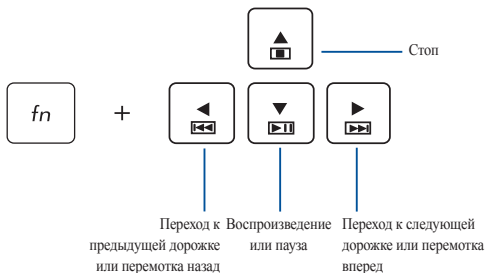 Стоп
fn +
Переход к
предыдущей дорожке
или перемотка назад
Воспроизведение
или пауза
Переход к следующей
дорожке или перемотка
вперед